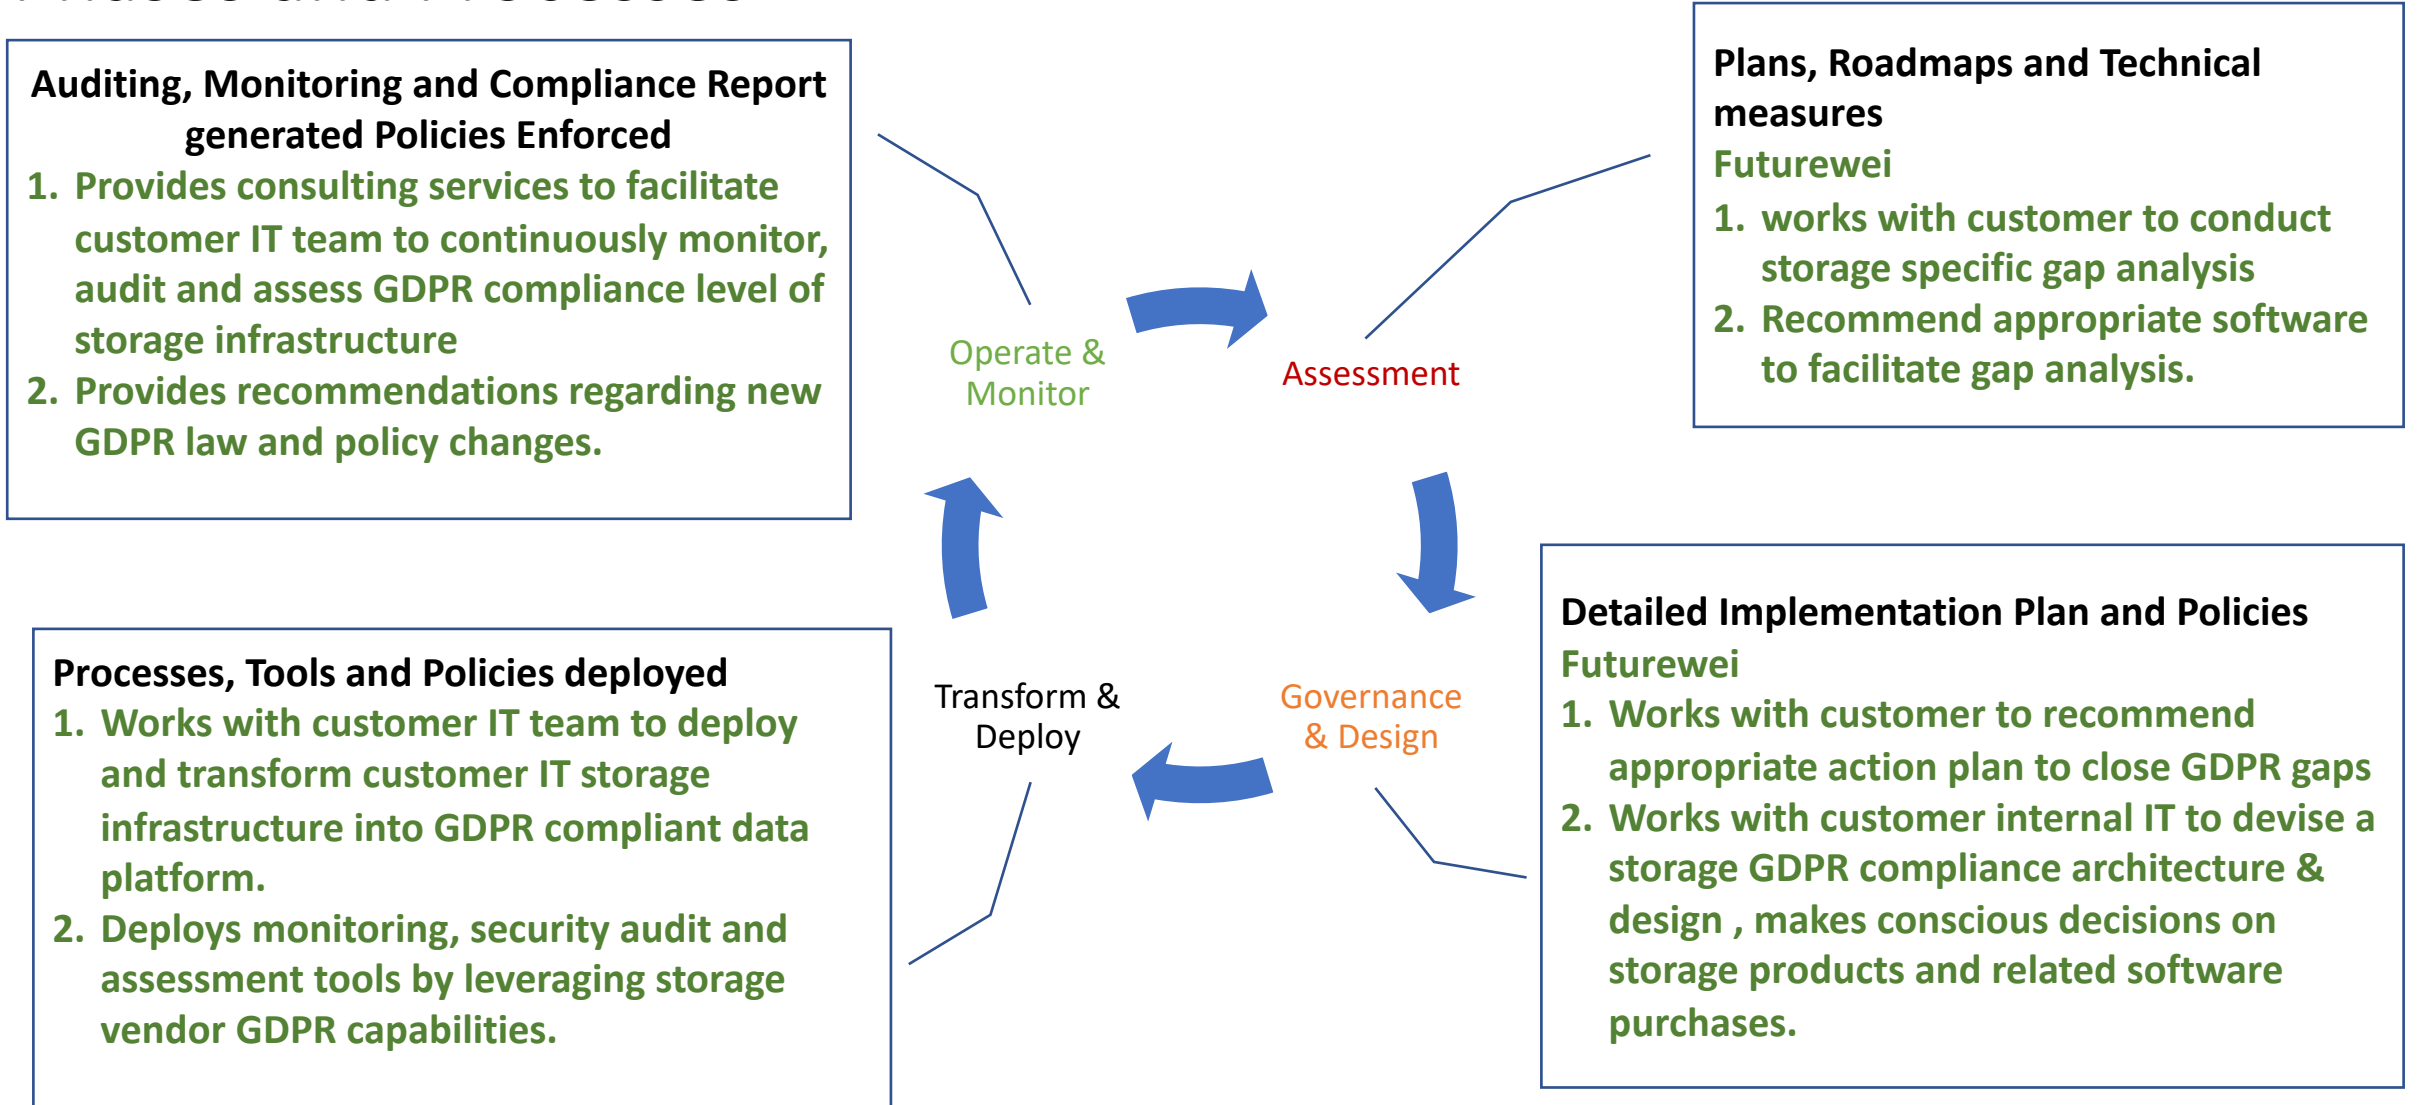 Auditing, Monitoring and Compliance Report
generated Policies Enforced
1. Provides consulting services to facilitate
customer IT team to continuously monitor,
audit and assess GDPR compliance level of
storage infrastructure
2. Provides recommendations regarding new
GDPR law and policy changes.
Plans, Roadmaps and Technical
measures
Futurewei
1. works with customer to conduct
storage specific gap analysis
2. Recommend appropriate software
to facilitate gap analysis.
Operate &
Monitor
Assessment
Transform &
Deploy
Governance
& Design
Processes, Tools and Policies deployed
1. Works with customer IT team to deploy
and transform customer IT storage
infrastructure into GDPR compliant data
platform.
2. Deploys monitoring, security audit and
assessment tools by leveraging storage
vendor GDPR capabilities.
Detailed Implementation Plan and Policies
Futurewei
1. Works with customer to recommend
appropriate action plan to close GDPR gaps
2. Works with customer internal IT to devise a
storage GDPR compliance architecture &
design , makes conscious decisions on
storage products and related software
purchases.